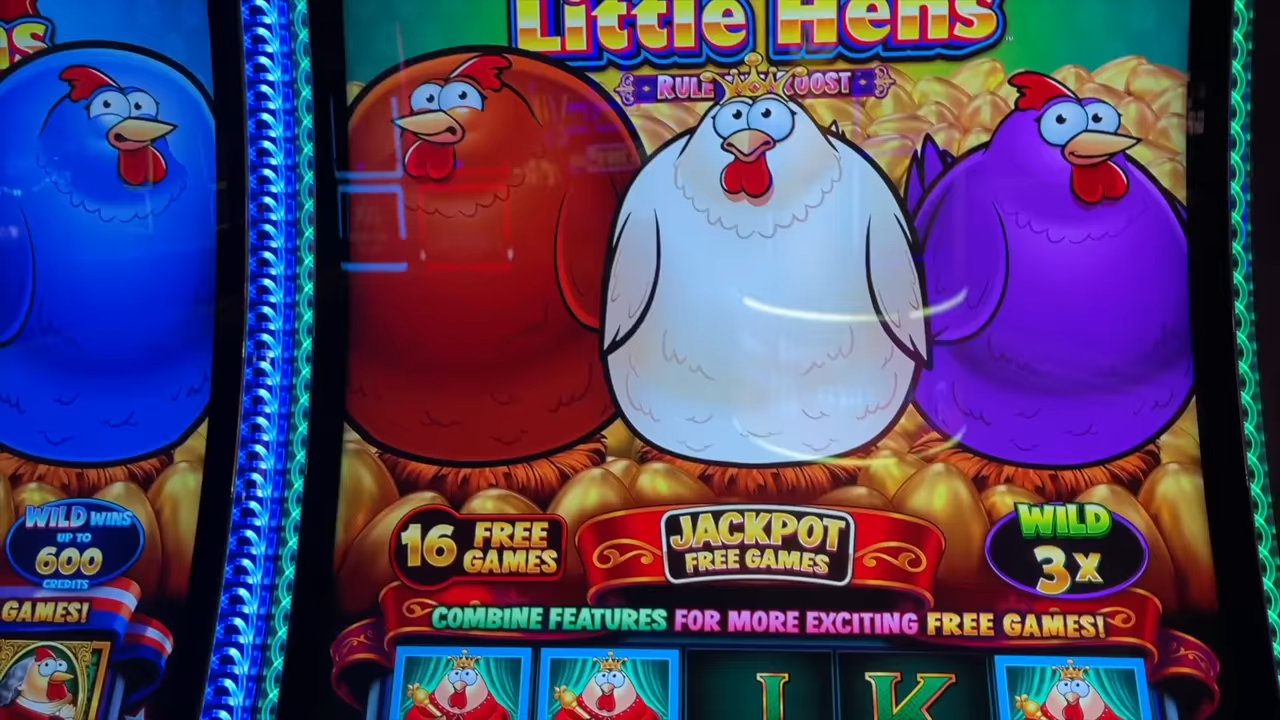 Little Hens
RULE
OOST
WILD WINS
UP TO
600
CREDITS
GAMES!
16 FREE
GAMES
JACKPOT
FREE GAMES
WILD
3X
COMBINE FEATURES FOR MORE EXCITING FREE GAMES!
J K